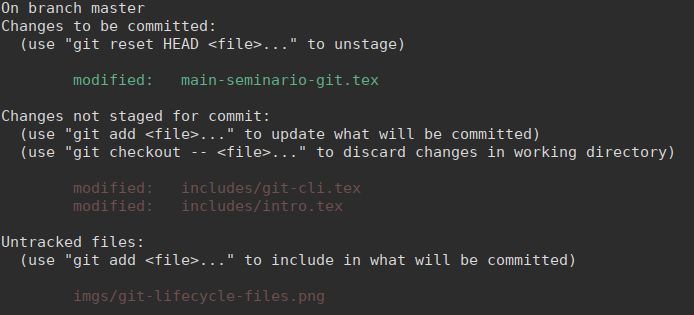 On branch master
Changes to be committed:
  (use "git reset HEAD <file>..." to unstage)
        modified:   main-seminario-git.tex
Changes not staged for commit:
  (use "git add <file>..." to update what will be committed)
  (use "git checkout -- <file>..." to discard changes in working directory)
        modified:   includes/git-cli.tex
        modified:   includes/intro.tex
Untracked files:
  (use "git add <file>..." to include in what will be committed)
        imgs/git-lifecycle-files.png